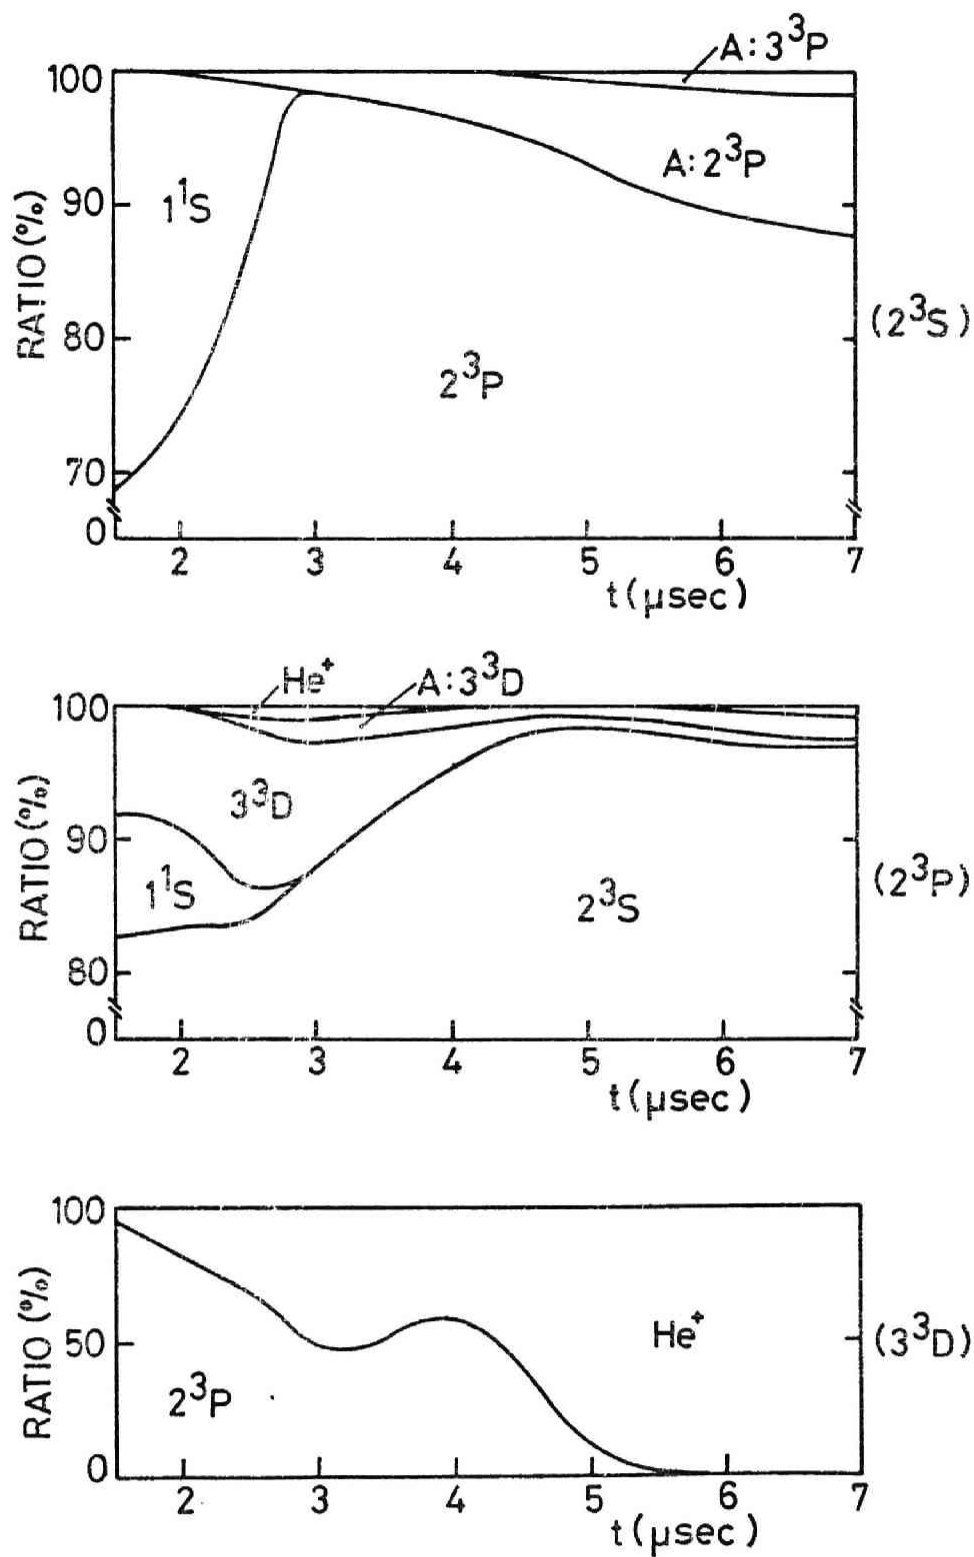 A:3³P
100
A:2³P
1¹S
90
RATIO (%)
80
(2³S)
2³P
70
0
2 3 4 5 6 7
t(μsec)
He⁺
A:3³D
100
3³D
90
RATIO (%)
1¹S
2³S
(2³P)
80
0
2 3 4 5 6 7
t(μsec)
100
RATIO (%)
50
He⁺
(3³D)
2³P
0
2 3 4 5 6 7
t(μsec)